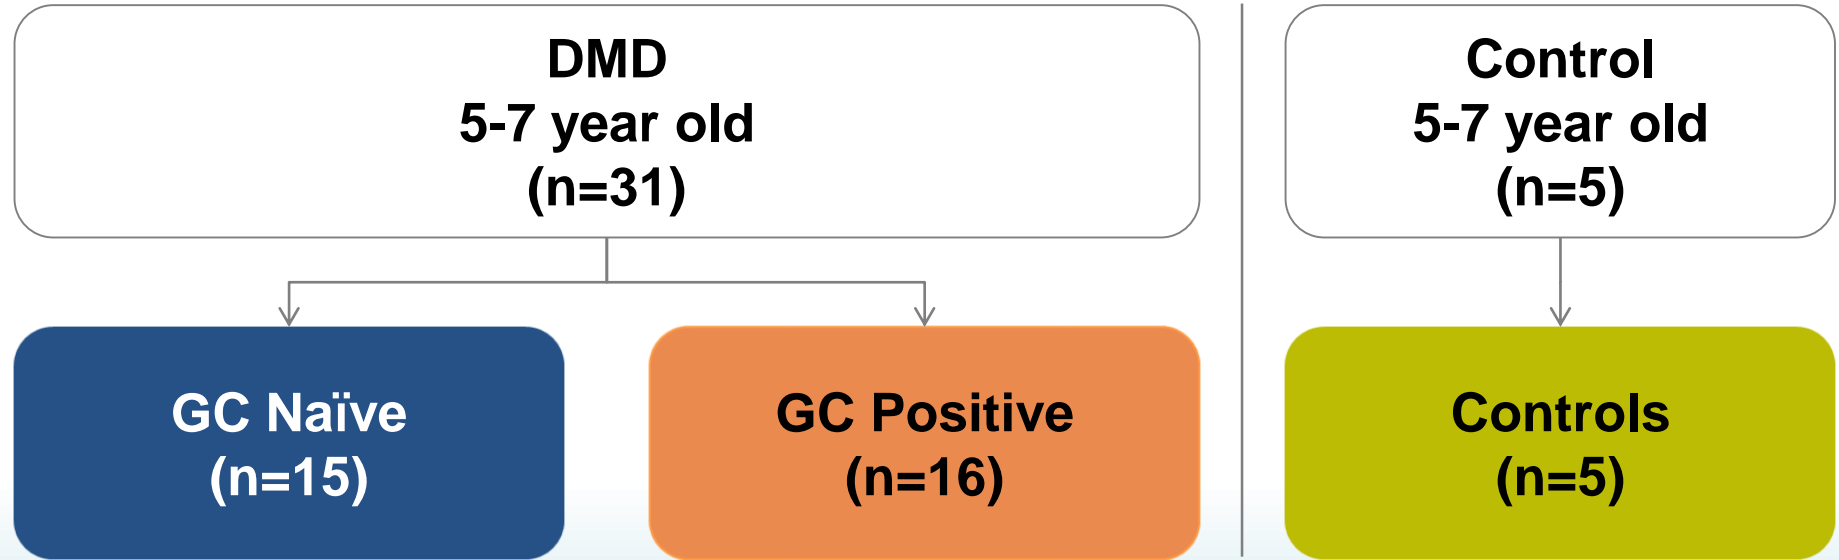 DMD
5-7 year old
(n=31)
Control
5-7 year old
(n=5)
GC Naïve
(n=15)
GC Positive
(n=16)
Controls
(n=5)